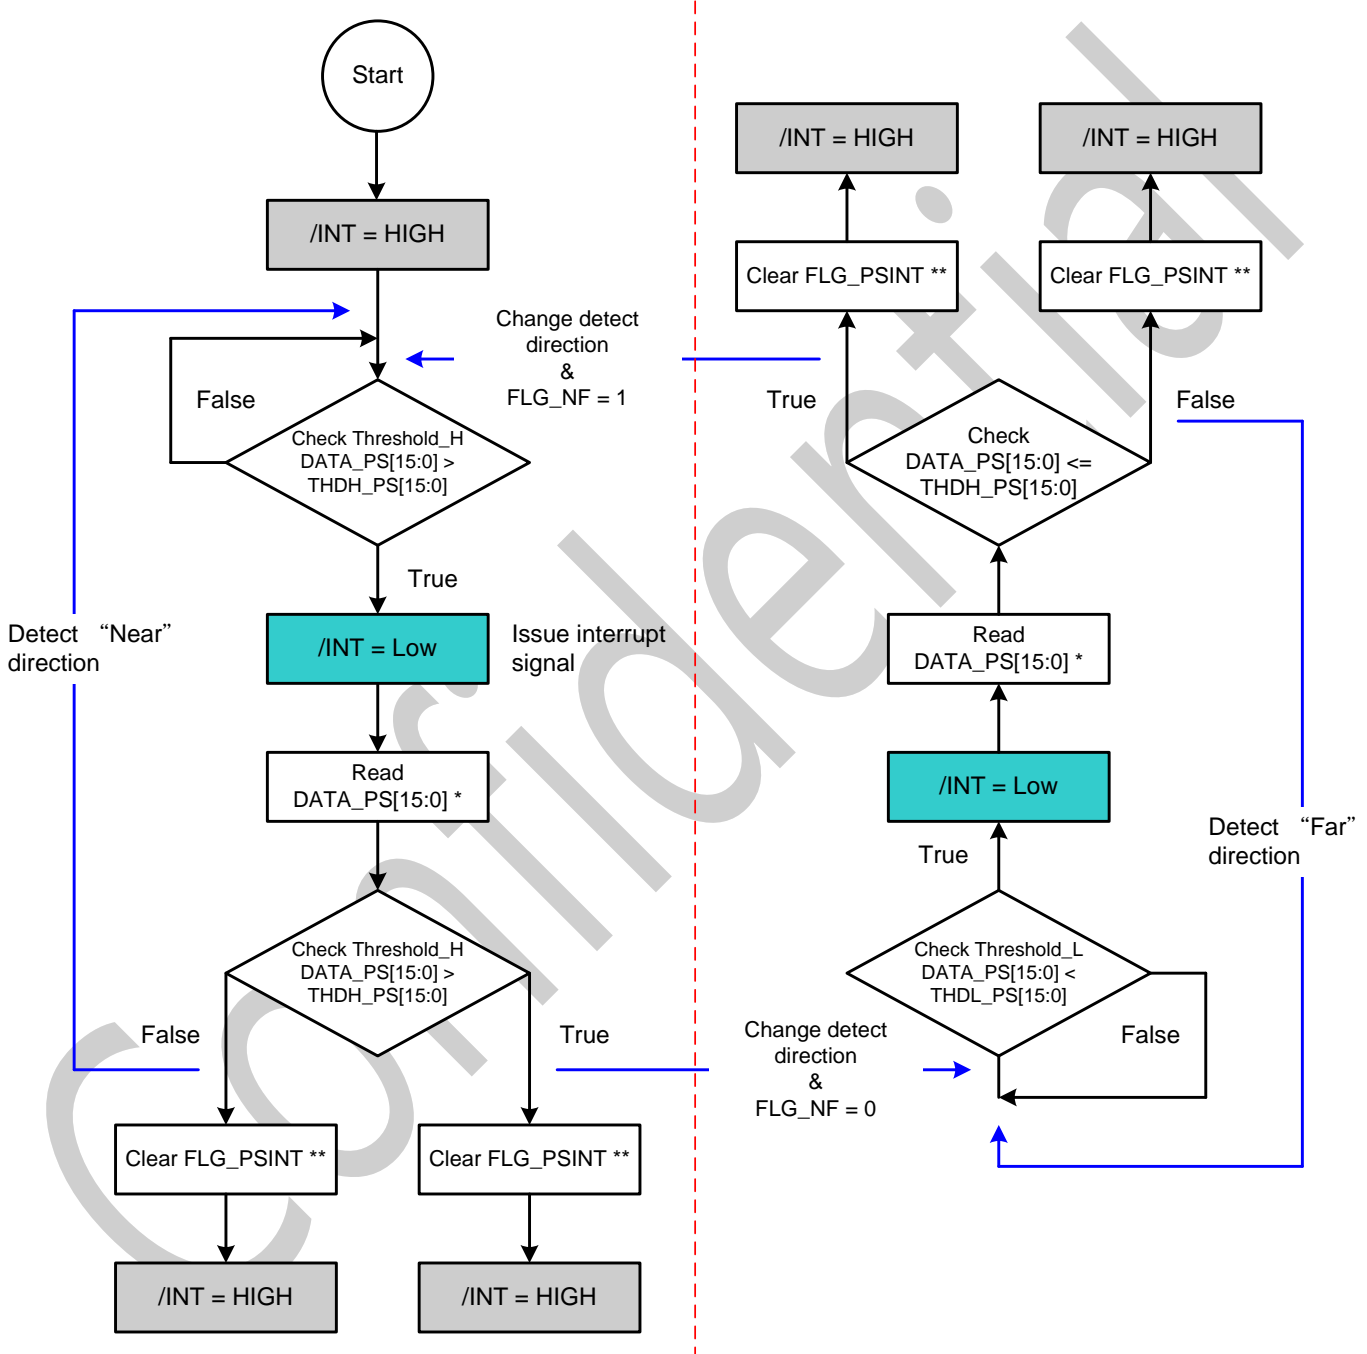 Start
/INT = HIGH
Change detect
direction
&
FLG_NF = 1
False
Check Threshold_H
DATA_PS[15:0] >
THDH_PS[15:0]
True
Detect “Near”
direction
/INT = Low
Issue interrupt
signal
Read
DATA_PS[15:0] *
Check Threshold_H
DATA_PS[15:0] >
THDH_PS[15:0]
False
True
Clear FLG_PSINT **
Clear FLG_PSINT **
/INT = HIGH
/INT = HIGH
/INT = HIGH
/INT = HIGH
Clear FLG_PSINT **
Clear FLG_PSINT **
True
False
Check
DATA_PS[15:0] <=
THDH_PS[15:0]
Read
DATA_PS[15:0] *
/INT = Low
Detect “Far”
direction
True
Check Threshold_L
DATA_PS[15:0] <
THDL_PS[15:0]
False
Change detect
direction
&
FLG_NF = 0
Confidential